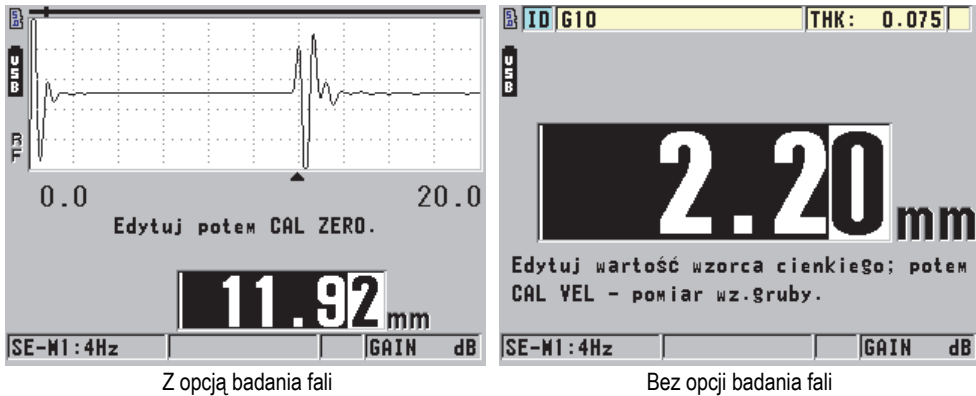 USB
RF
0.0 20.0
Edytuj potem CAL ZERO.
11.92 mm
SE-M1:4Hz GAIN dB
Z opcją badania fali
ID G10 THK: 0.075
USB
2.20 mm
Edytuj wartość wzorca cienkiego; potem
CAL VEL - pomiar wz.gruby.
SE-M1:4Hz GAIN dB
Bez opcji badania fali